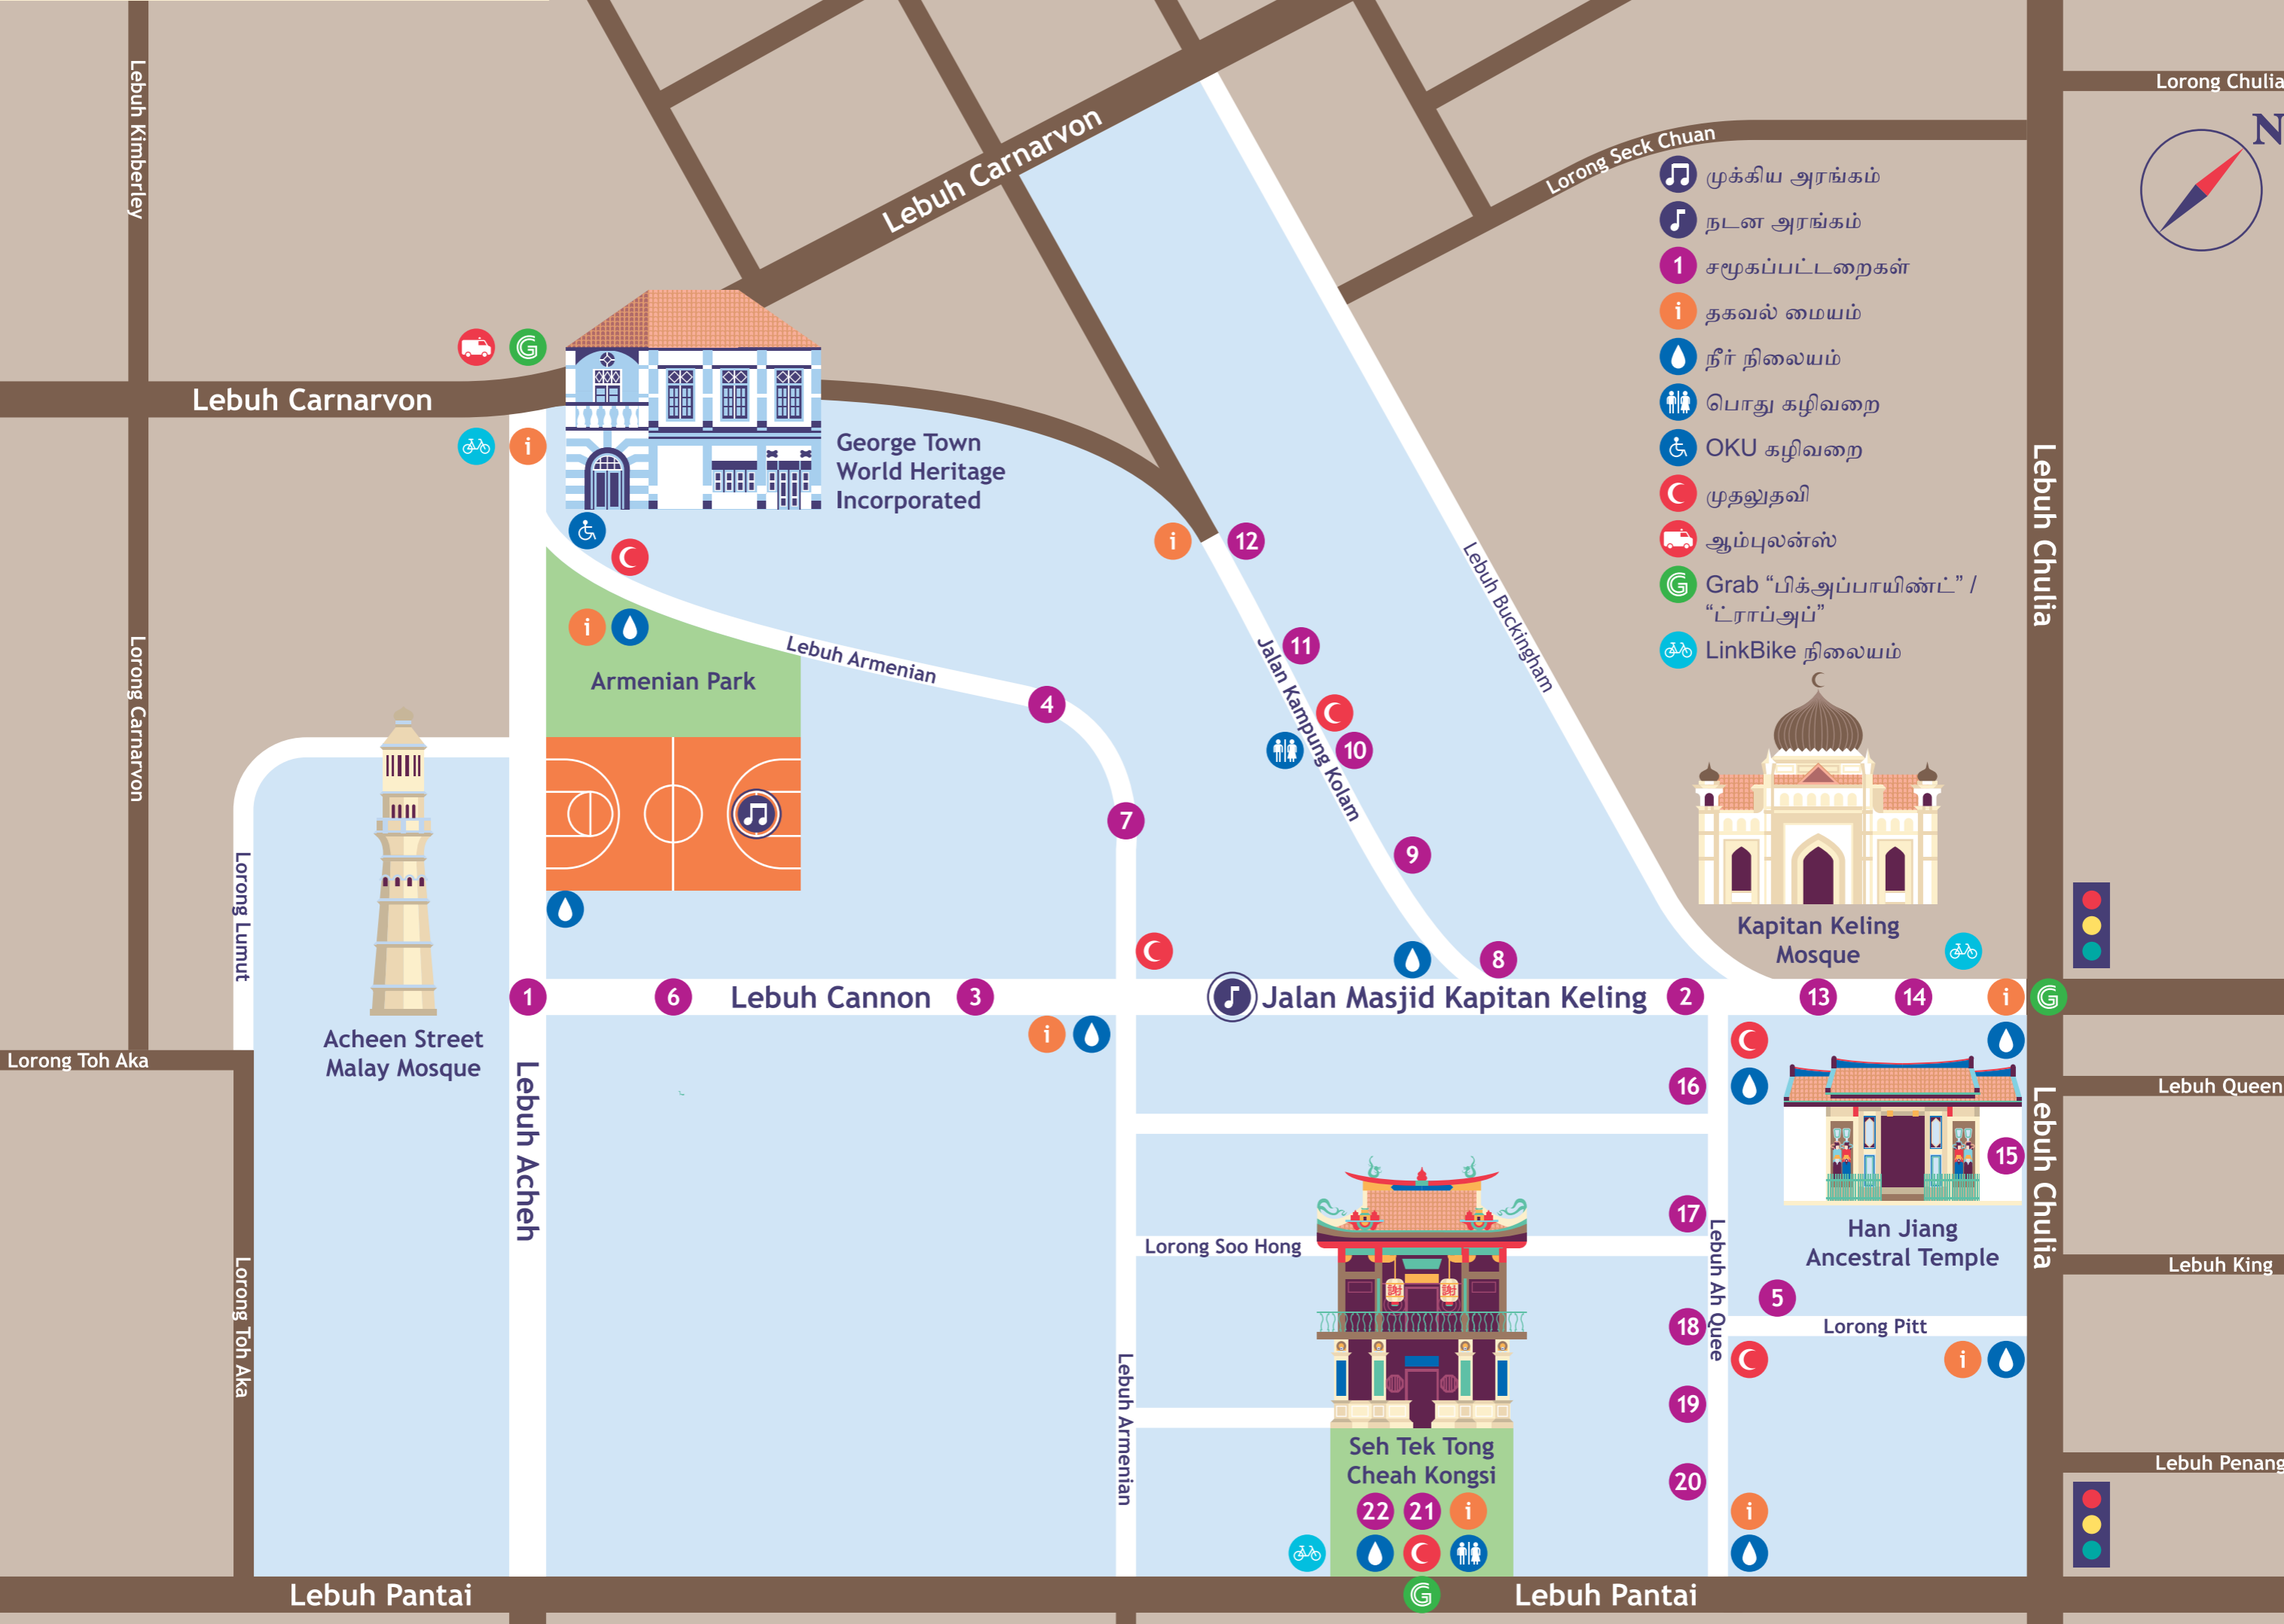 Lebuh Kimberley
Lebuh Carnarvon
Lorong Seck Chuan
Lorong Chulia
N
முக்கிய அரங்கம்
நடன அரங்கம்
1 சமூகப்பட்டறைகள்
i தகவல் மையம்
நீர் நிலையம்
பொது கழிவறை
OKU கழிவறை
முதலுதவி
ஆம்புலன்ஸ்
G Grab “பிக்அப்பாயிண்ட்” /
“ட்ராப்அப்”
LinkBike நிலையம்
G
Lebuh Carnarvon
i
George Town
World Heritage
Incorporated
Lebuh Chulia
i
12
Lebuh Buckingham
i
Armenian Park
Lebuh Armenian
4
11
Jalan Kampung Kolam
10
Lorong Carnarvon
7
9
Lorong Lumut
Kapitan Keling
Mosque
8
1
6
Lebuh Cannon
3
Jalan Masjid Kapitan Keling
2
13
14
i
G
Acheen Street
Malay Mosque
i
Lorong Toh Aka
Lebuh Acheh
16
Lebuh Queen
15
Lebuh Chulia
17
Lorong Soo Hong
Lebuh Ah Quee
Han Jiang
Ancestral Temple
Lebuh King
謝
謝
5
18
Lorong Pitt
Lorong Toh Aka
i
Lebuh Armenian
19
Seh Tek Tong
Cheah Kongsi
Lebuh Penang
20
22
21
i
i
Lebuh Pantai
G
Lebuh Pantai